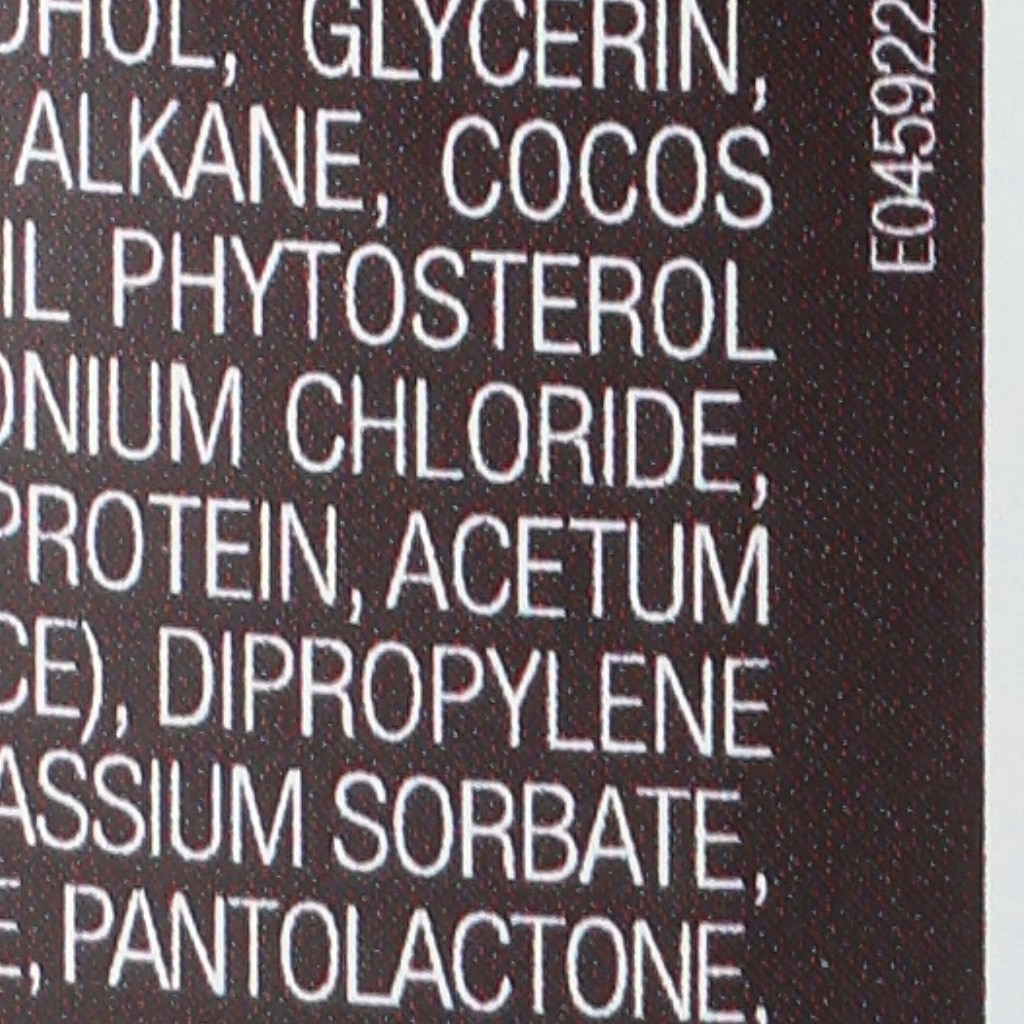 OHOL, GLYCERIN,
ALKANE, COCOS
IL PHYTOSTEROL
ONIUM CHLORIDE,
PROTEIN, ACETUM
CE), DIPROPYLENE
ASSIUM SORBATE,
E, PANTOLACTONE,
E045922